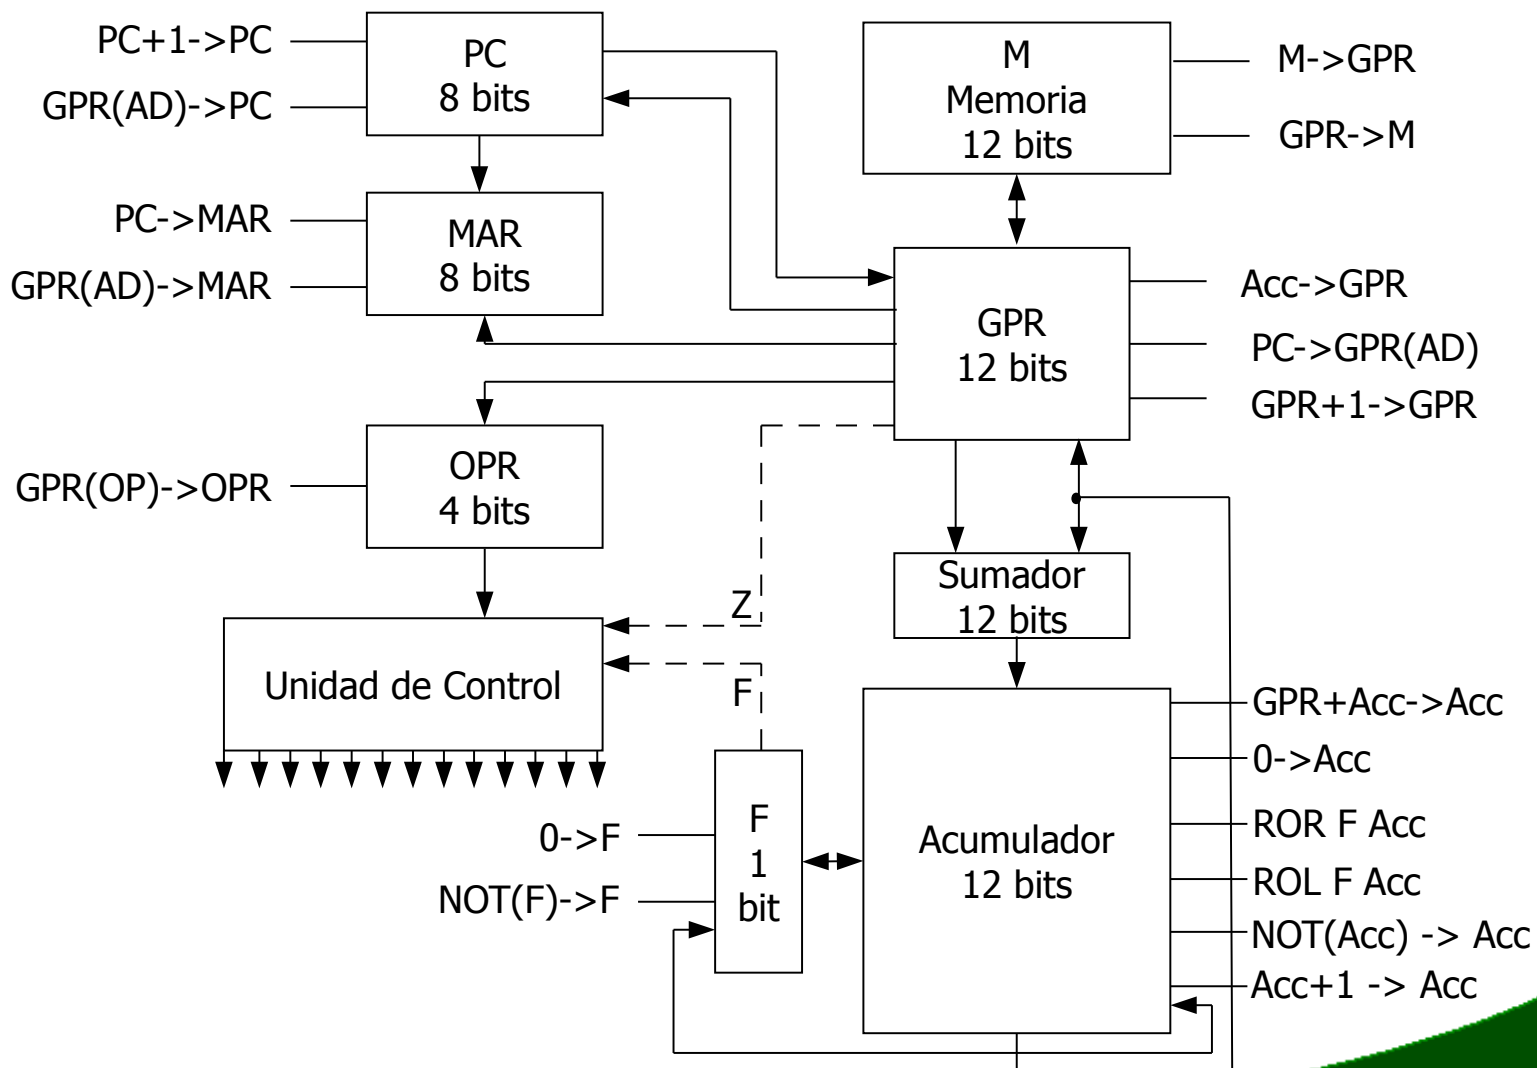 PC+1->PC
GPR(AD)->PC
PC
8 bits
PC->MAR
GPR(AD)->MAR
MAR
8 bits
GPR(OP)->OPR
OPR
4 bits
Unidad de Control
Z
F
0->F
NOT(F)->F
F
1
bit
M
Memoria
12 bits
M->GPR
GPR->M
GPR
12 bits
Acc->GPR
PC->GPR(AD)
GPR+1->GPR
Sumador
12 bits
Acumulador
12 bits
GPR+Acc->Acc
0->Acc
ROR F Acc
ROL F Acc
NOT(Acc) -> Acc
Acc+1 -> Acc